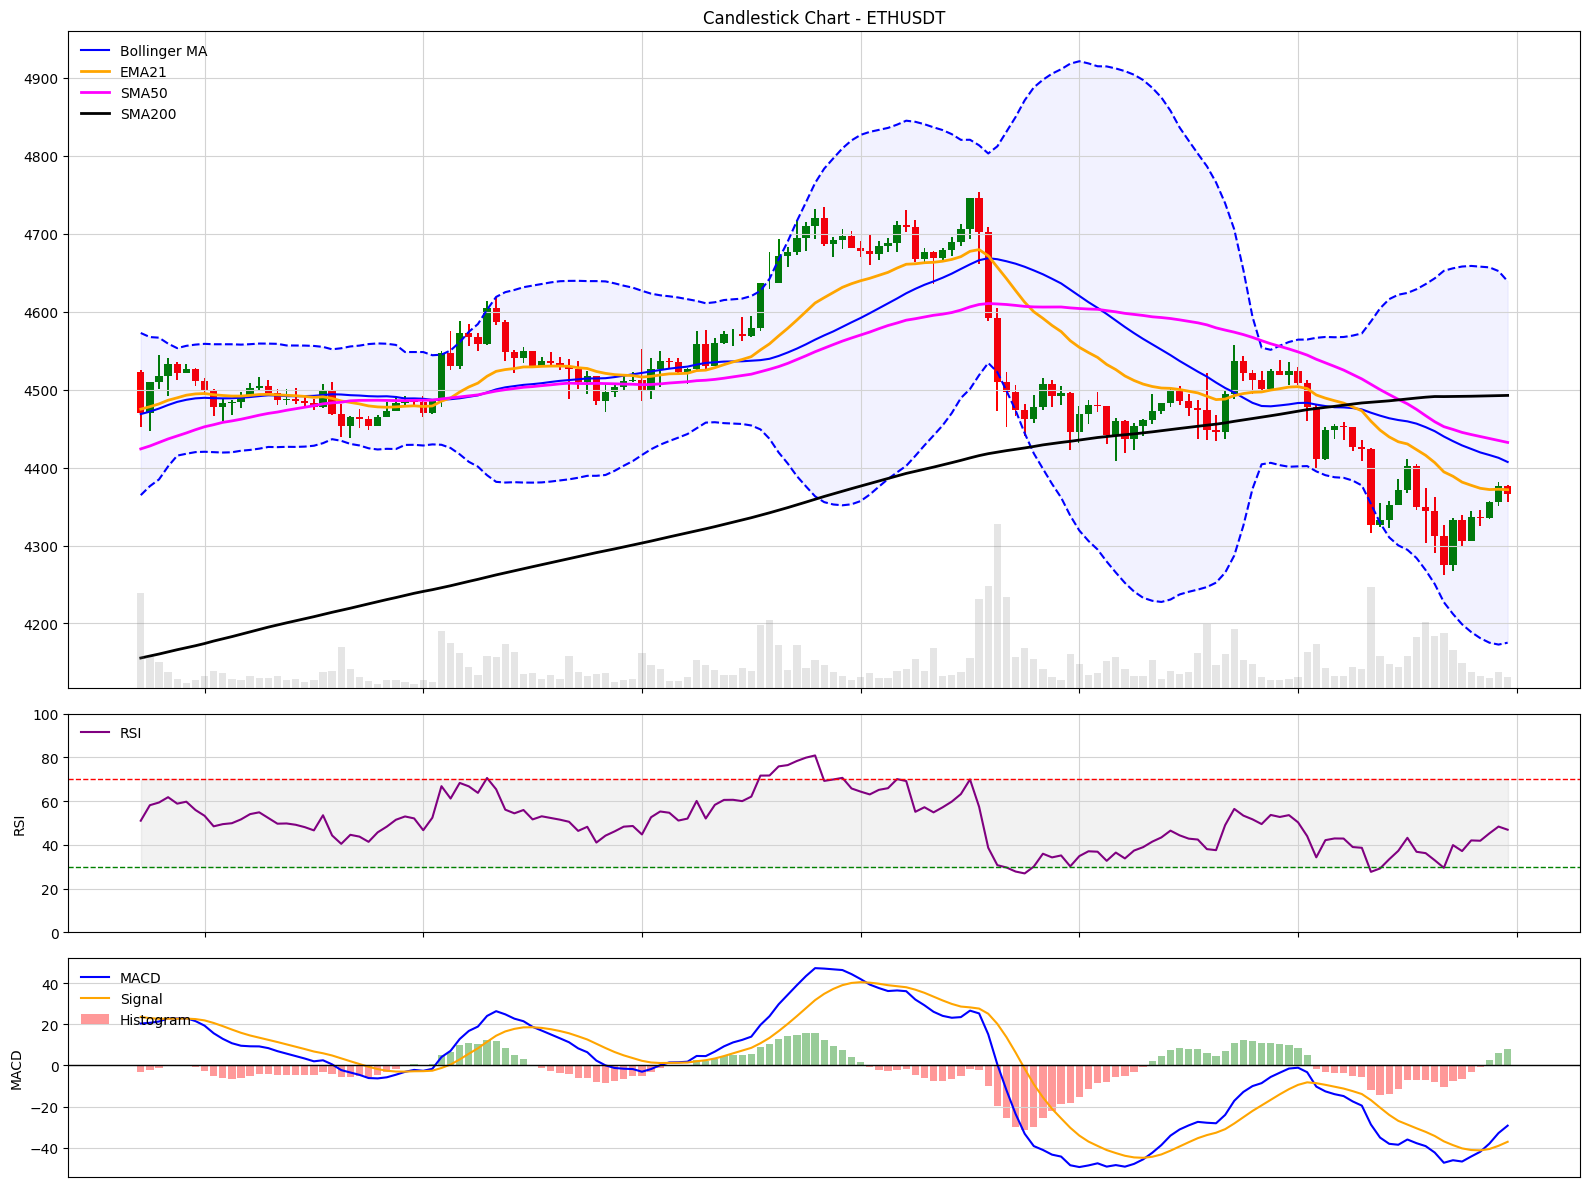 Candlestick Chart - ETHUSDT
Bollinger MA
EMA21
SMA50
SMA200
4900
4800
4700
4600
4500
4400
4300
4200
RSI
RSI
100
80
60
40
20
0
MACD
MACD
Signal
Histogram
40
20
0
−20
−40